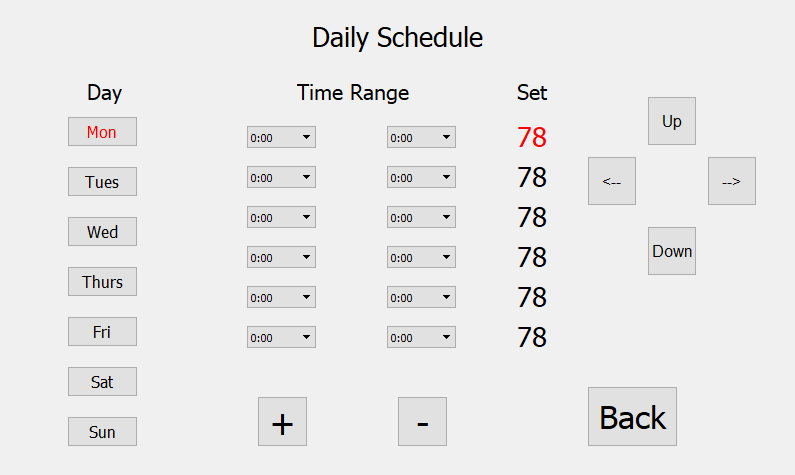 Daily Schedule
Day Time Range Set
Up
Mon 0:00 0:00 78
Tues 0:00 0:00 78 <-- -->
Wed 0:00 0:00 78
Down
Thurs 0:00 0:00 78
Fri 0:00 0:00 78
0:00 0:00 78
Sat
Sun + - Back